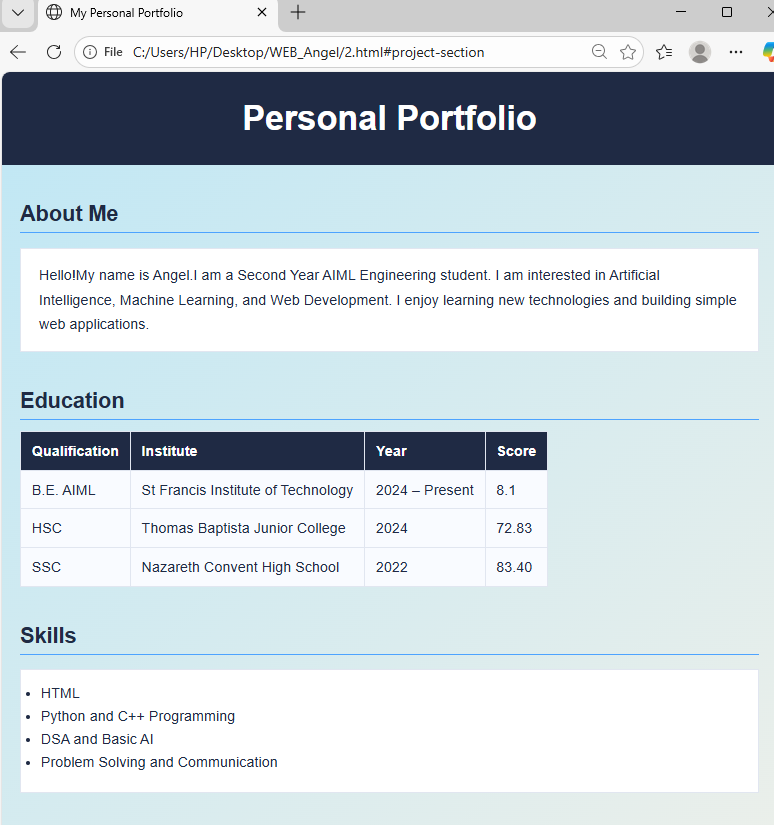 My Personal Portfolio
File C:/Users/HP/Desktop/WEB_Angel/2.html#project-section
Personal Portfolio
About Me
Hello!My name is Angel.I am a Second Year AIML Engineering student. I am interested in Artificial
Intelligence, Machine Learning, and Web Development. I enjoy learning new technologies and building simple
web applications.
Education
Qualification Institute Year Score
B.E. AIML St Francis Institute of Technology 2024 – Present 8.1
HSC Thomas Baptista Junior College 2024 72.83
SSC Nazareth Convent High School 2022 83.40
Skills
HTML
Python and C++ Programming
DSA and Basic AI
Problem Solving and Communication